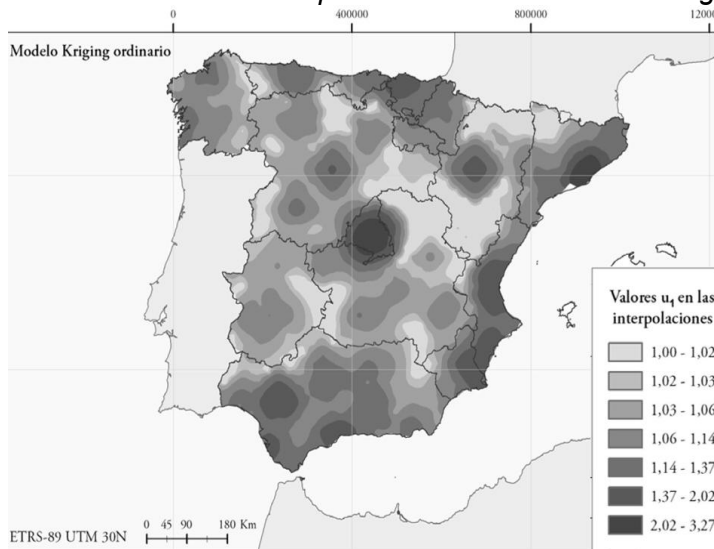 0 400000 800000 12000
Modelo Kriging ordinario
Valores u₁ en las
interpolaciones
1,00 - 1,02
1,02 - 1,03
1,03 - 1,06
1,06 - 1,14
1,14 - 1,37
1,37 - 2,02
2,02 - 3,27
ETRS-89 UTM 30N 0 45 90 180 Km